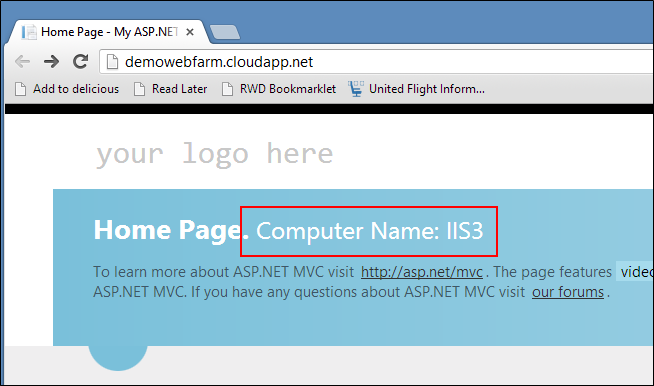 Home Page - My ASP.NET
demowebfarm.cloudapp.net
Add to delicious Read Later RWD Bookmarklet United Flight Inform...
your logo here
Home Page. Computer Name: IIS3
To learn more about ASP.NET MVC visit http://asp.net/mvc. The page features video
ASP.NET MVC. If you have any questions about ASP.NET MVC visit our forums.